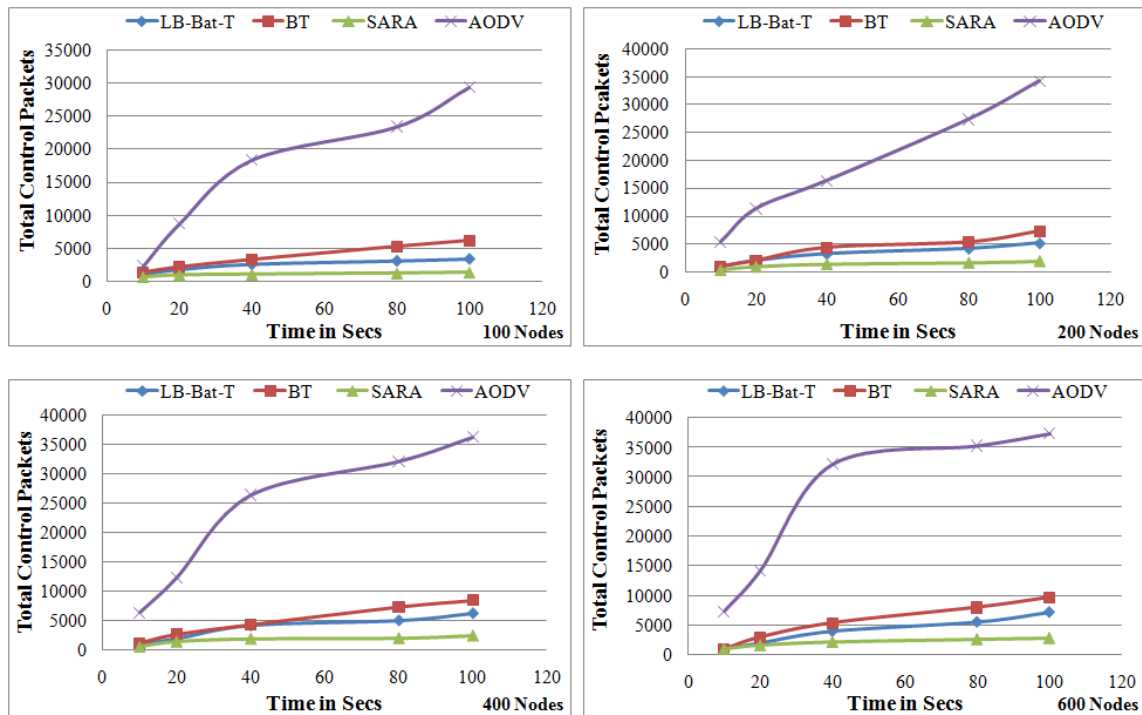 LB-Bat-T BT SARA AODV
Total Control Packets
35000
30000
25000
20000
15000
10000
5000
0
0 20 40 60 80 100 120
Time in Secs
100 Nodes
LB-Bat-T BT SARA AODV
Total Control Pcakets
40000
35000
30000
25000
20000
15000
10000
5000
0
0 20 40 60 80 100 120
Time in Secs
200 Nodes
LB-Bat-T BT SARA AODV
Total Control Packets
40000
35000
30000
25000
20000
15000
10000
5000
0
0 20 40 60 80 100 120
Time in Secs
400 Nodes
LB-Bat-T BT SARA AODV
Total Control Packets
40000
35000
30000
25000
20000
15000
10000
5000
0
0 20 40 60 80 100 120
Time in Secs
600 Nodes